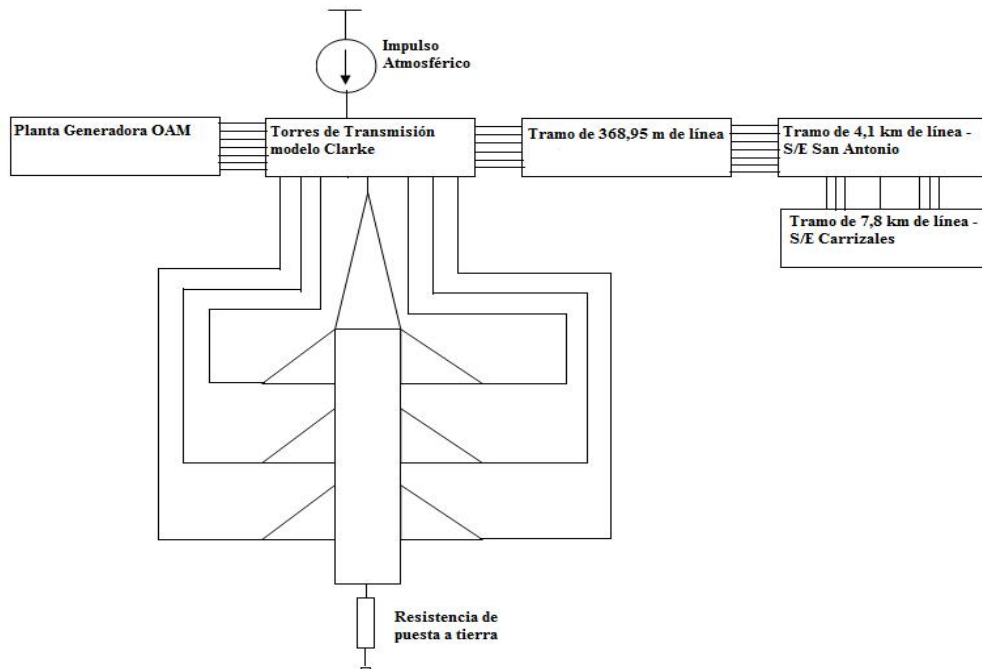 Impulso
Atmosférico
Planta Generadora OAM
Torres de Transmisión
modelo Clarke
Tramo de 368,95 m de línea
Tramo de 4,1 km de línea -
S/E San Antonio
Tramo de 7,8 km de línea -
S/E Carrizales
Resistencia de
puesta a tierra